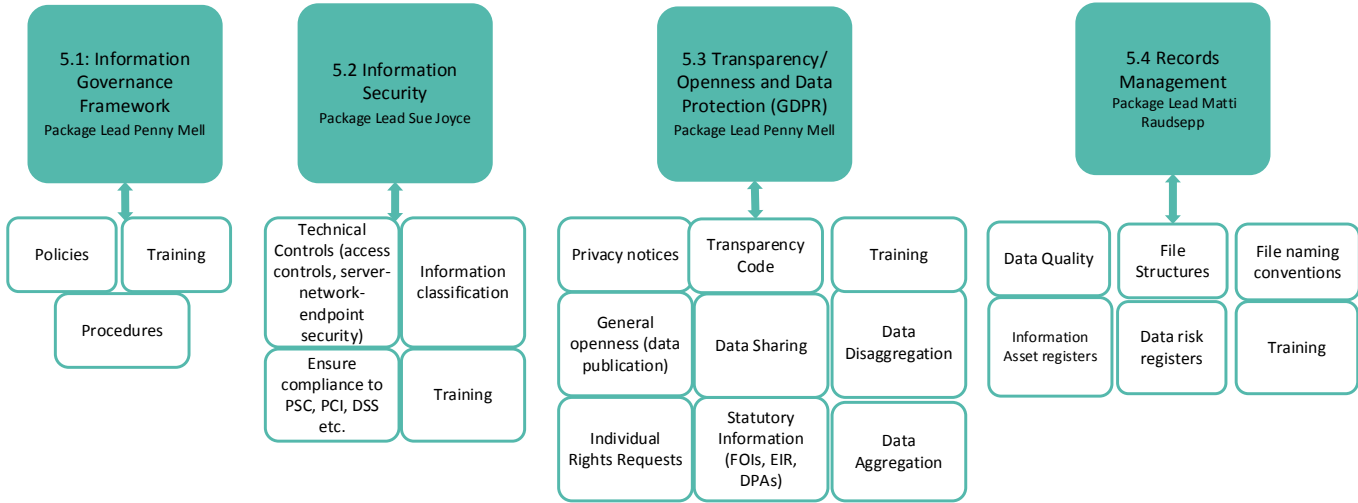 5.1: Information
Governance
Framework
Package Lead Penny Mell
5.2 Information
Security
Package Lead Sue Joyce
5.3 Transparency/
Openness and Data
Protection (GDPR)
Package Lead Penny Mell
5.4 Records
Management
Package Lead Matti
Raudsepp
Policies
Training
Procedures
Technical
Controls (access
controls, server-
network-
endpoint
security)
Information
classification
Ensure
compliance to
PSC, PCI, DSS
etc.
Training
Privacy notices
Transparency
Code
Training
General
openness (data
publication)
Data Sharing
Data
Disaggregation
Individual
Rights Requests
Statutory
Information
(FOIs, EIR,
DPAs)
Data
Aggregation
Data Quality
File
Structures
File naming
conventions
Information
Asset registers
Data risk
registers
Training